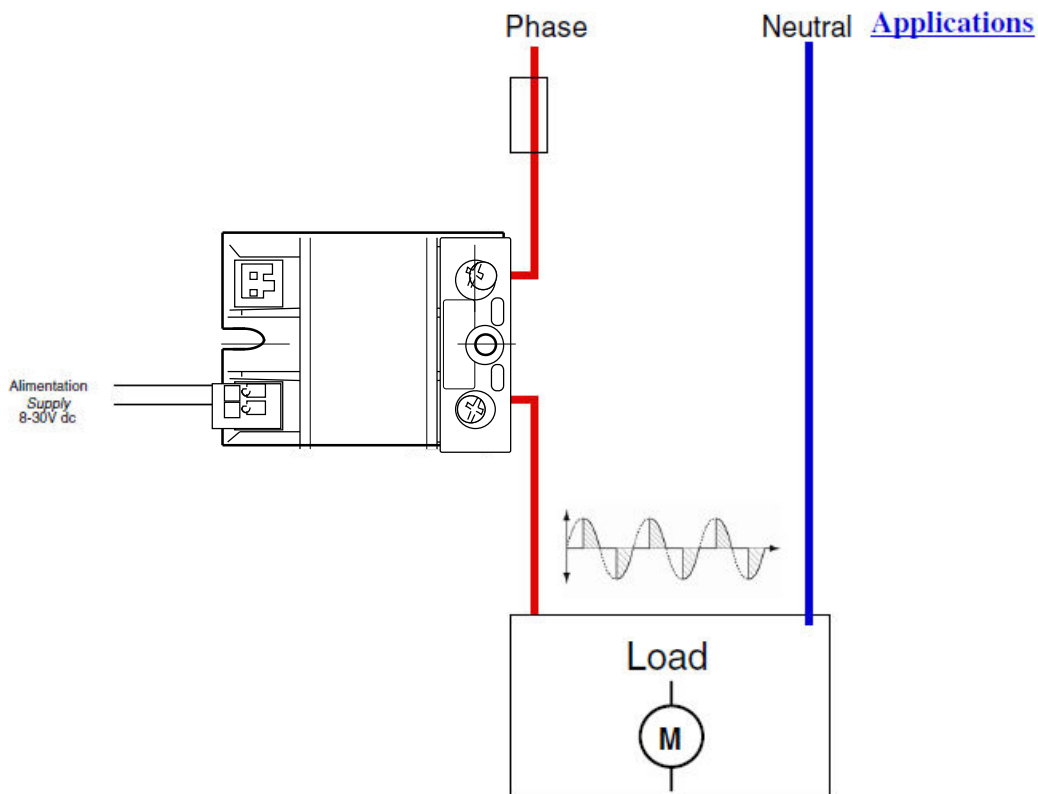 Phase
Neutral
Applications
Alimentation
Supply
8-30V dc
Load
M